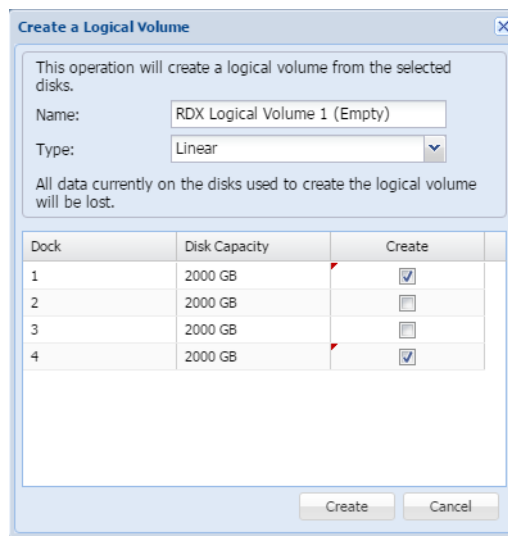 Create a Logical Volume
This operation will create a logical volume from the selected
disks.
Name: RDX Logical Volume 1 (Empty)
Type: Linear
All data currently on the disks used to create the logical volume
will be lost.
Dock Disk Capacity Create
1 2000 GB
2 2000 GB
3 2000 GB
4 2000 GB
Create Cancel